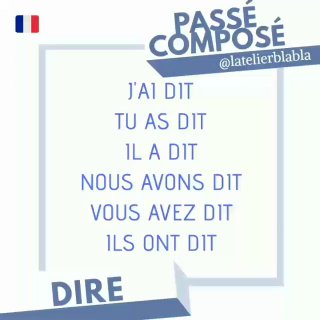 PASSÉ
COMPOSÉ
@latelierblabla
J'AI DIT
TU AS DIT
IL A DIT
NOUS AVONS DIT
VOUS AVEZ DIT
ILS ONT DIT
DIRE